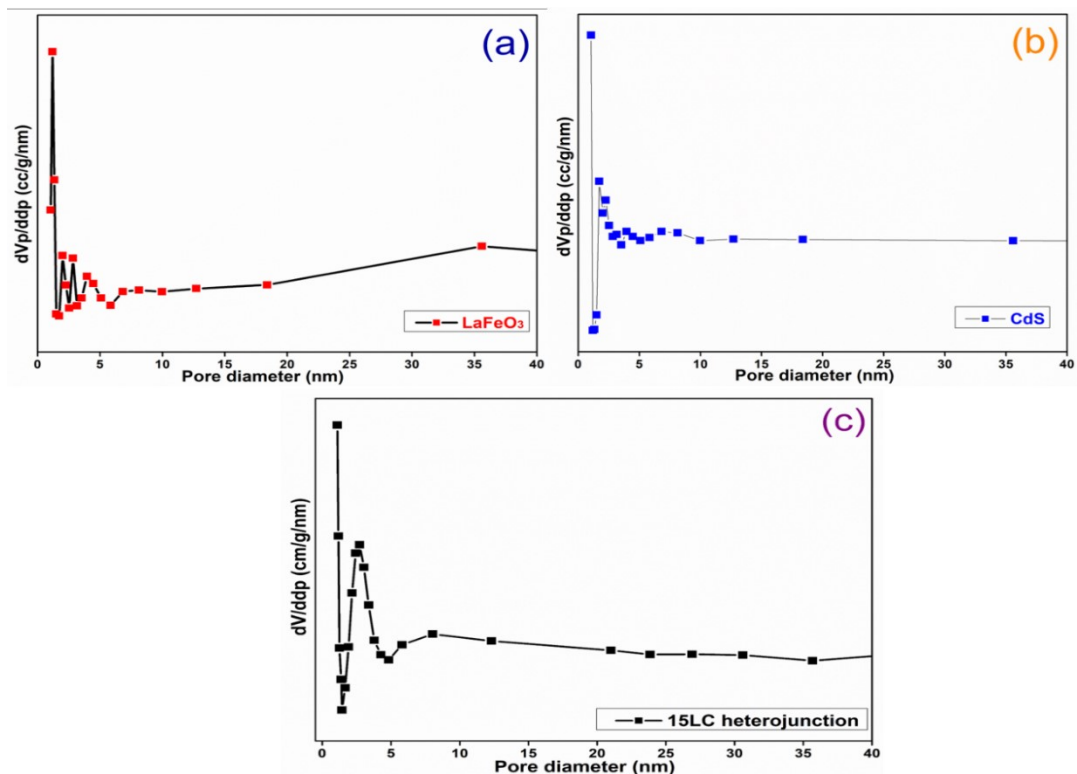 (a)
dVp/ddp (cc/g/nm)
LaFeO₃
0 5 10 15 20 25 30 35 40
Pore diameter (nm)
(b)
dVp/ddp (cc/g/nm)
CdS
0 5 10 15 20 25 30 35 40
Pore diameter (nm)
(c)
dV/ddp (cm/g/nm)
15LC heterojunction
0 5 10 15 20 25 30 35 40
Pore diameter (nm)